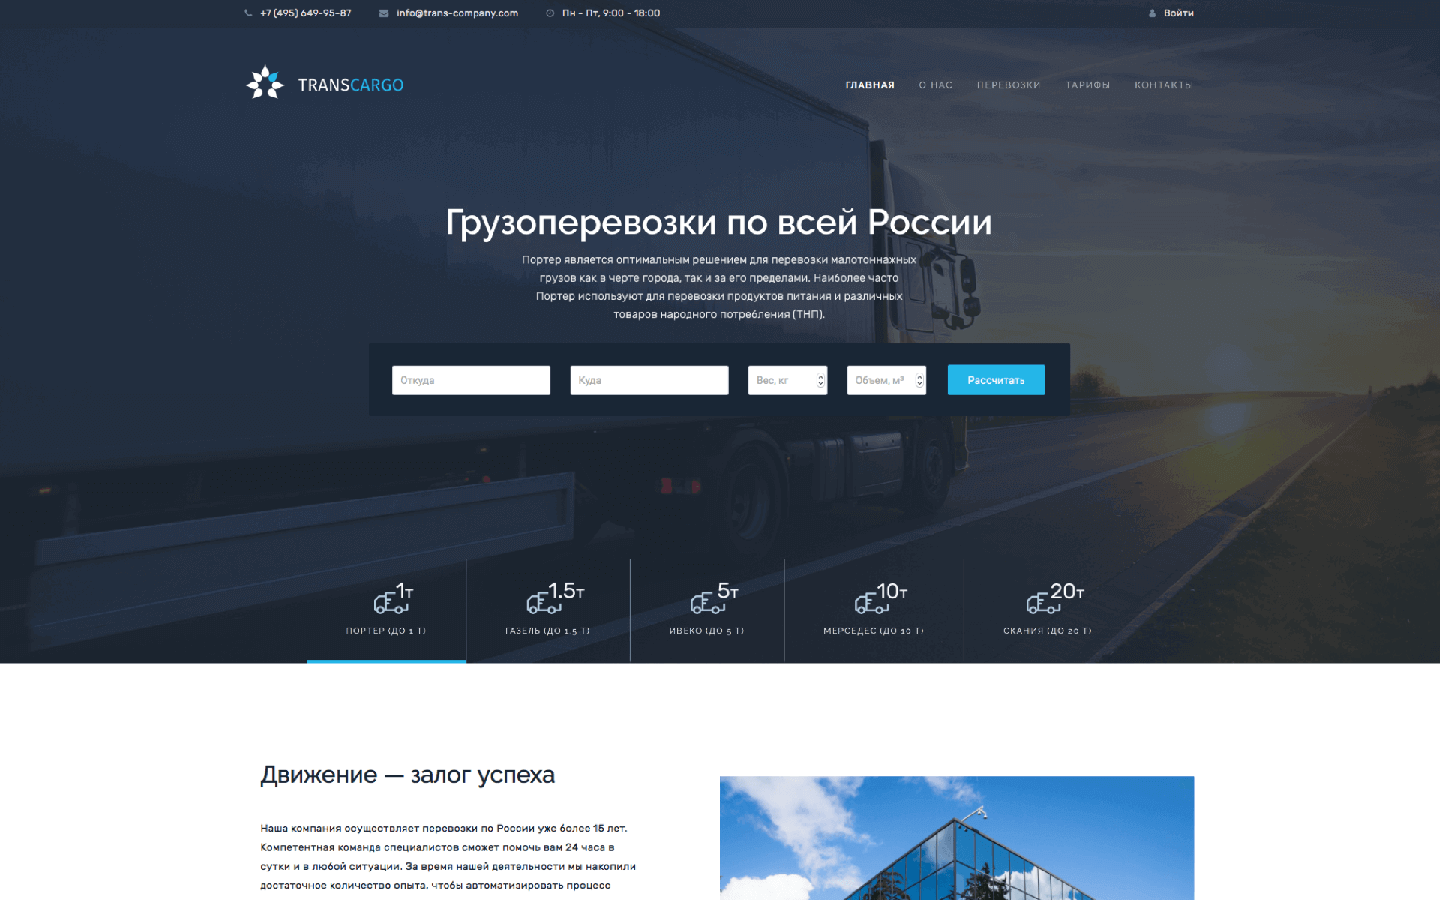 +7 (495) 649-95-87
info@trans-company.com
Пн - Пт, 9:00 - 18:00
Войти
TRANSCARGO
ГЛАВНАЯ
О НАС
ПЕРЕВОЗКИ
ТАРИФЫ
КОНТАКТЫ
Грузоперевозки по всей России
Портер является оптимальным решением для перевозки малотоннажных
грузов как в черте города, так и за его пределами. Наиболее часто
Портер используют для перевозки продуктов питания и различных
товаров народного потребления (ТНП).
Откуда
Куда
Вес, кг
Объем, м³
Рассчитать
1т
ПОРТЕР (ДО 1 Т)
1.5т
ГАЗЕЛЬ (ДО 1.5 Т)
5т
ИВЕКО (ДО 5 Т)
10т
МЕРСЕДЕС (ДО 10 Т)
20т
СКАНИЯ (ДО 20 Т)
Движение — залог успеха
Наша компания осуществляет перевозки по России уже более 15 лет.
Компетентная команда специалистов сможет помочь вам 24 часа в
сутки и в любой ситуации. За время нашей деятельности мы накопили
достаточное количество опыта, чтобы автоматизировать процесс